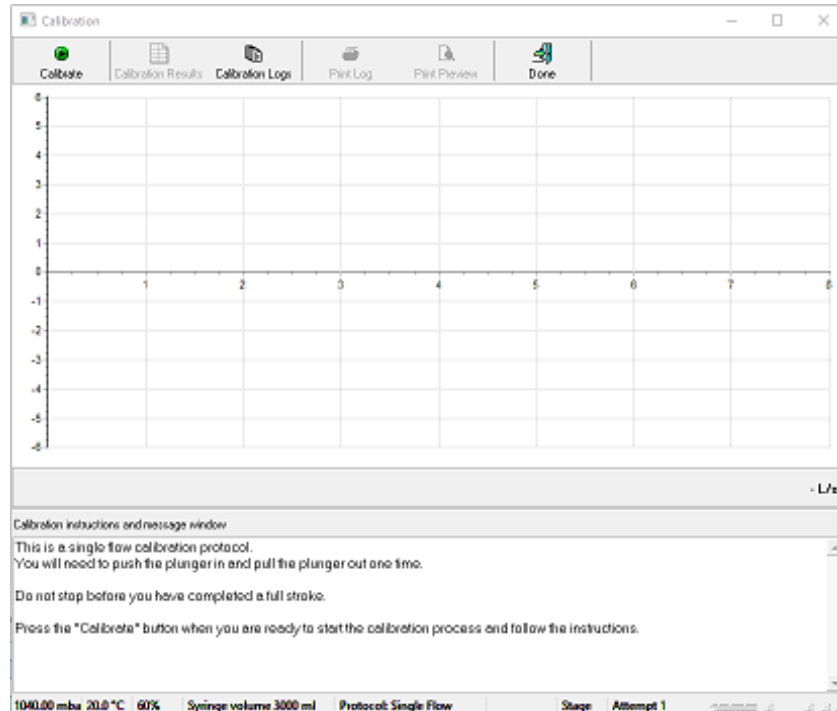 Calibration
Calibrate Calibration Results Calibration Logs Print Log Print Preview Done
6
5
4
3
2
1
0
1 2 3 4 5 6 7 8
-1
-2
-3
-4
-5
-6
- L/s
Calibration instructions and message window
This is a single flow calibration protocol.
You will need to push the plunger in and pull the plunger out one time.
Do not stop before you have completed a full stroke.
Press the "Calibrate" button when you are ready to start the calibration process and follow the instructions.
1040.00 mba 20.0 °C 60% Syringe volume 3000 ml Protocol: Single Flow Stage Attempt 1